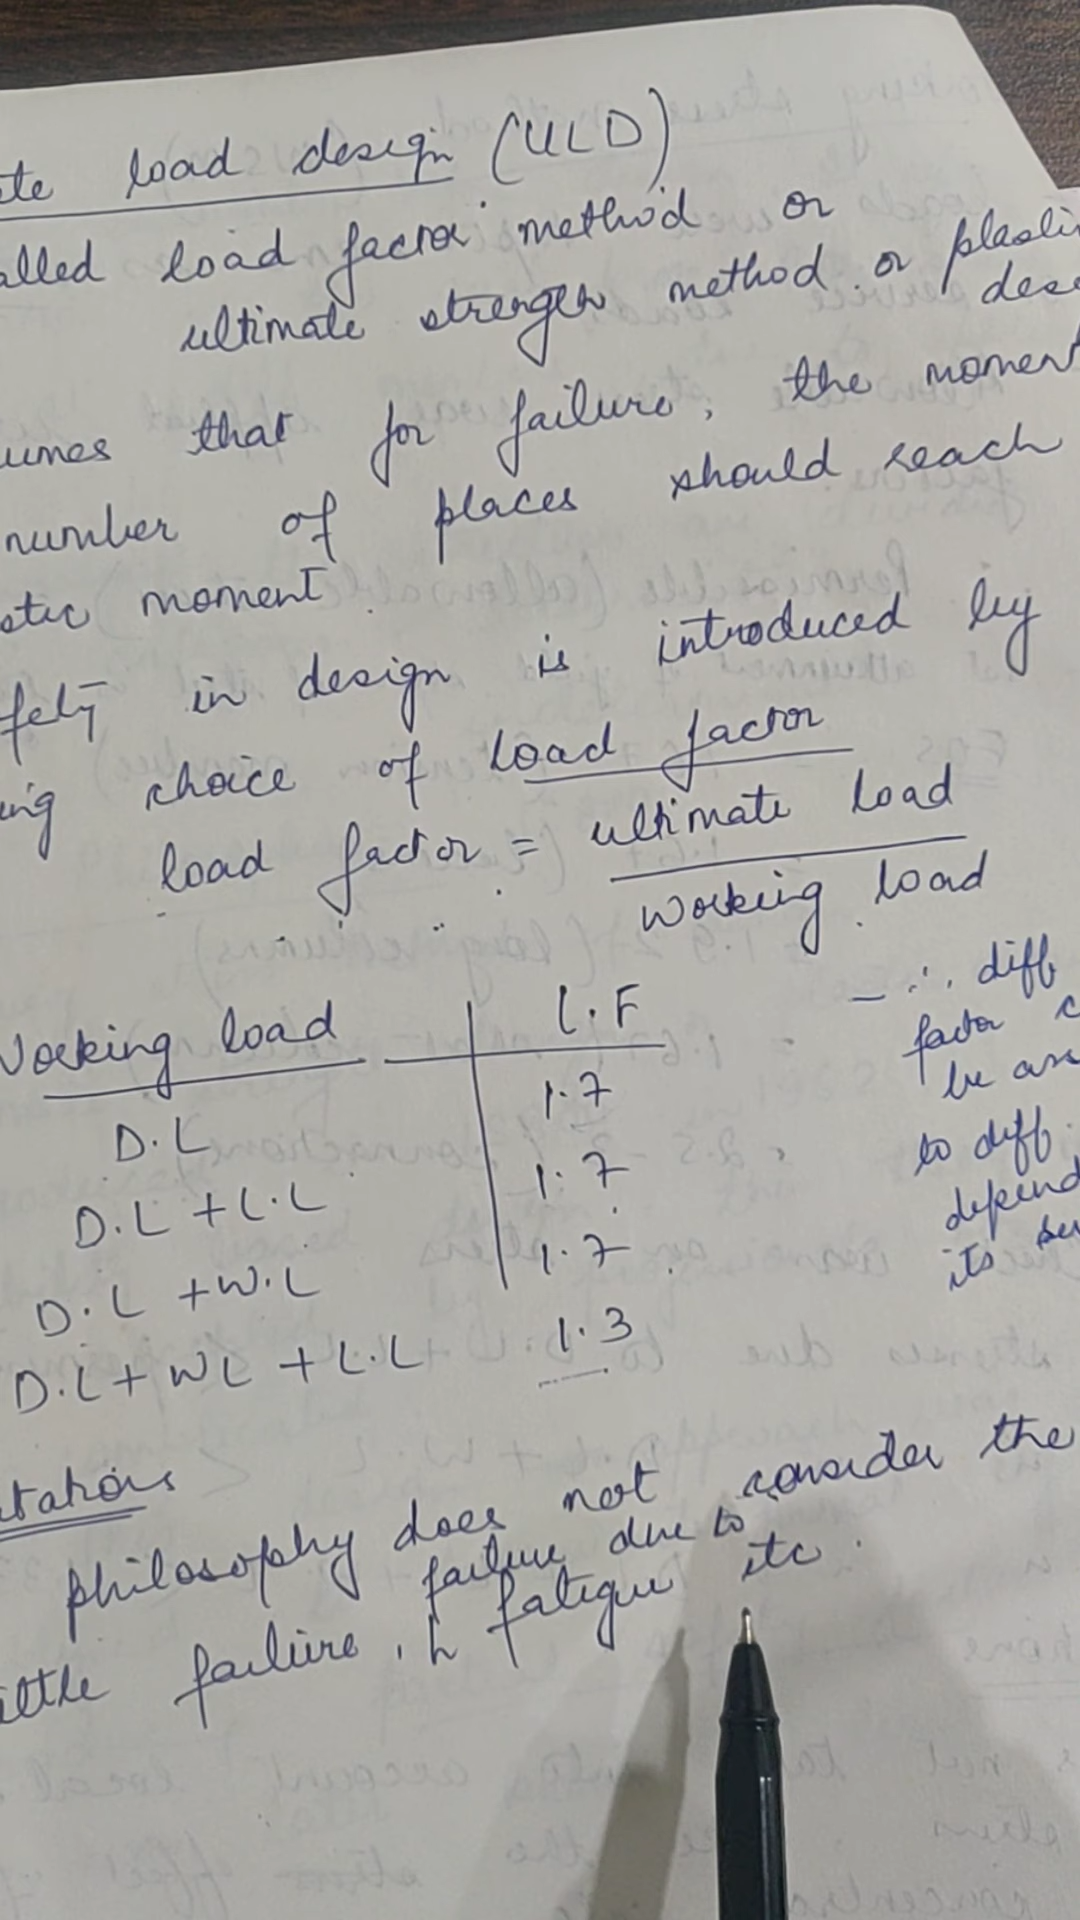 te load design (ULD)
alled load factor method or
ultimate strength method or plasti
des
umes that for failure, the moment
number of places should reach
stic moment.
fety in design is introduced by
ing choice of load factor
load factor = ultimate load
working load
Working load L.F
D.L 1.7
D.L + L.L 1.7
D.L + W.L 1.7
D.L + WL + L.L 1.3
– ∴ diff
factor c
be
to diff.
depend
its
tations
philosophy does not consider the
failure due to
ittle failure, fatigue etc.